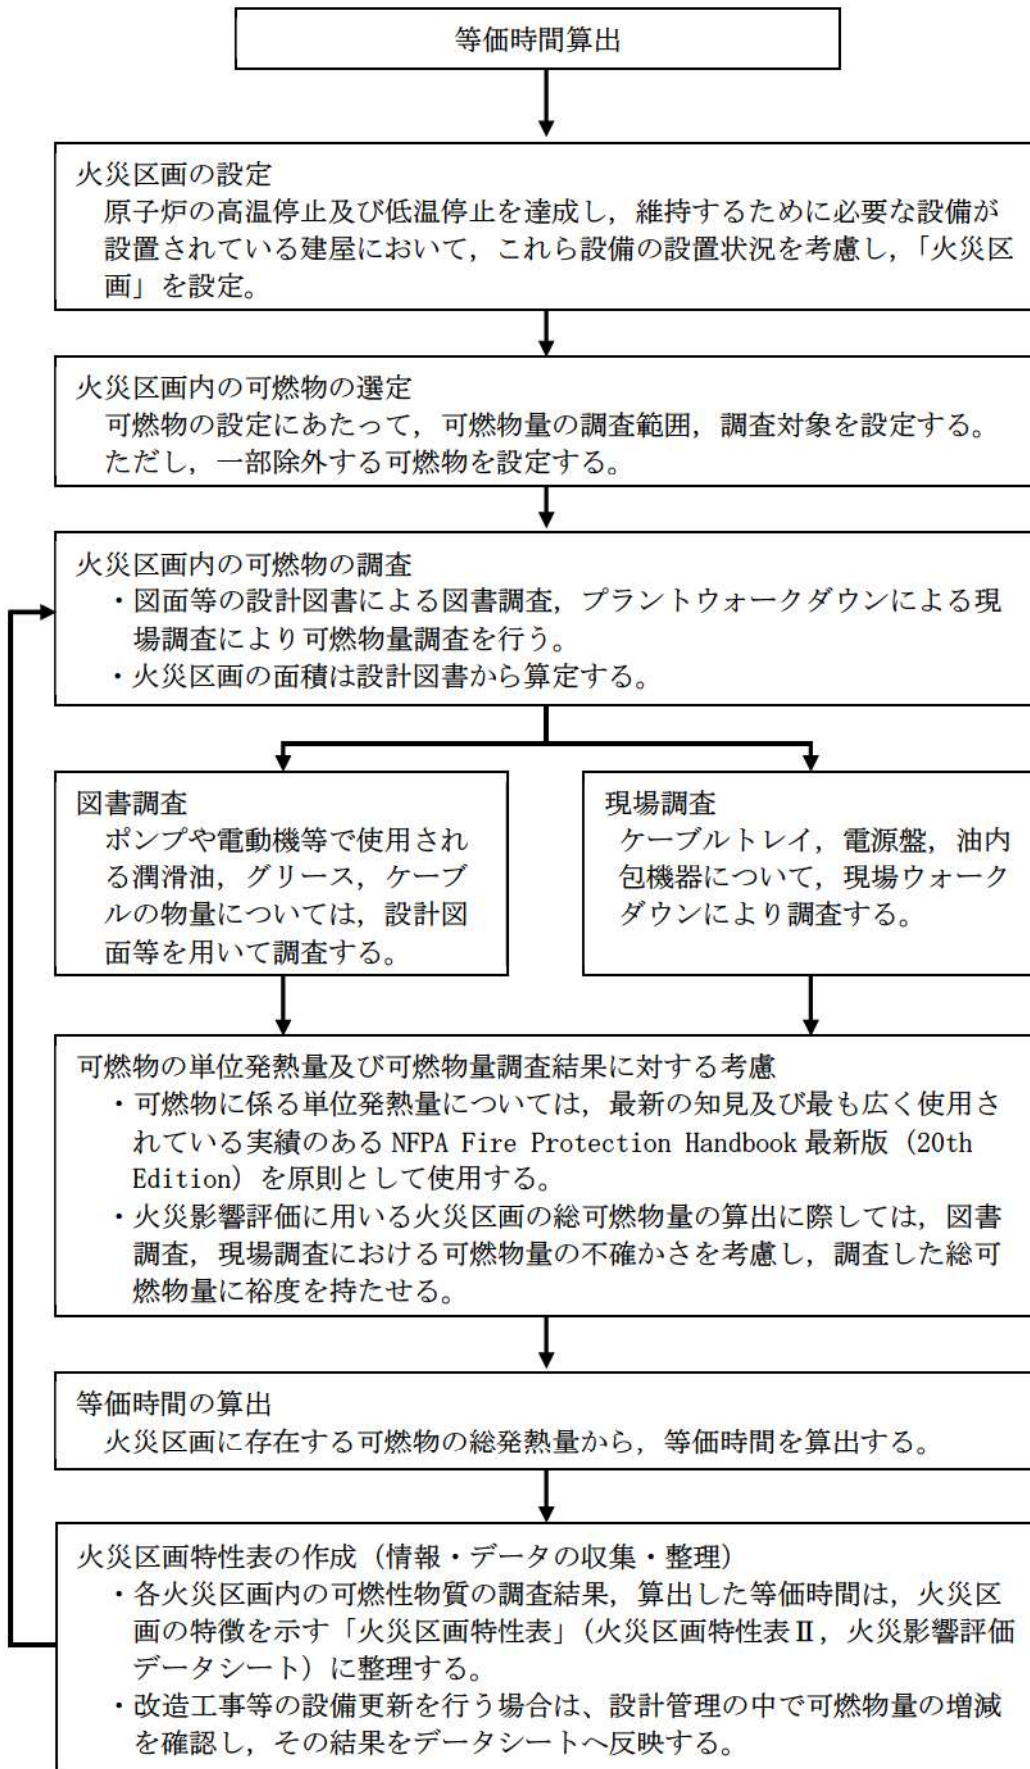 等価時間算出
火災区画の設定
原子炉の高温停止及び低温停止を達成し，維持するために必要な設備が
設置されている建屋において，これら設備の設置状況を考慮し，「火災区
画」を設定。
火災区画内の可燃物の選定
可燃物の設定にあたって，可燃物量の調査範囲，調査対象を設定する。
ただし，一部除外する可燃物を設定する。
火災区画内の可燃物の調査
・図面等の設計図書による図書調査，プラントウォークダウンによる現
場調査により可燃物量調査を行う。
・火災区画の面積は設計図書から算定する。
図書調査
ポンプや電動機等で使用され
る潤滑油，グリース，ケーブ
ルの物量については，設計図
面等を用いて調査する。
現場調査
ケーブルトレイ，電源盤，油内
包機器について，現場ウォーク
ダウンにより調査する。
可燃物の単位発熱量及び可燃物量調査結果に対する考慮
・可燃物に係る単位発熱量については，最新の知見及び最も広く使用さ
れている実績のある NFPA Fire Protection Handbook 最新版（20th
Edition）を原則として使用する。
・火災影響評価に用いる火災区画の総可燃物量の算出に際しては，図書
調査，現場調査における可燃物量の不確かさを考慮し，調査した総可
燃物量に裕度を持たせる。
等価時間の算出
火災区画に存在する可燃物の総発熱量から，等価時間を算出する。
火災区画特性表の作成（情報・データの収集・整理）
・各火災区画内の可燃性物質の調査結果，算出した等価時間は，火災区
画の特徴を示す「火災区画特性表」（火災区画特性表Ⅱ，火災影響評価
データシート）に整理する。
・改造工事等の設備更新を行う場合は、設計管理の中で可燃物量の増減
を確認し，その結果をデータシートへ反映する。